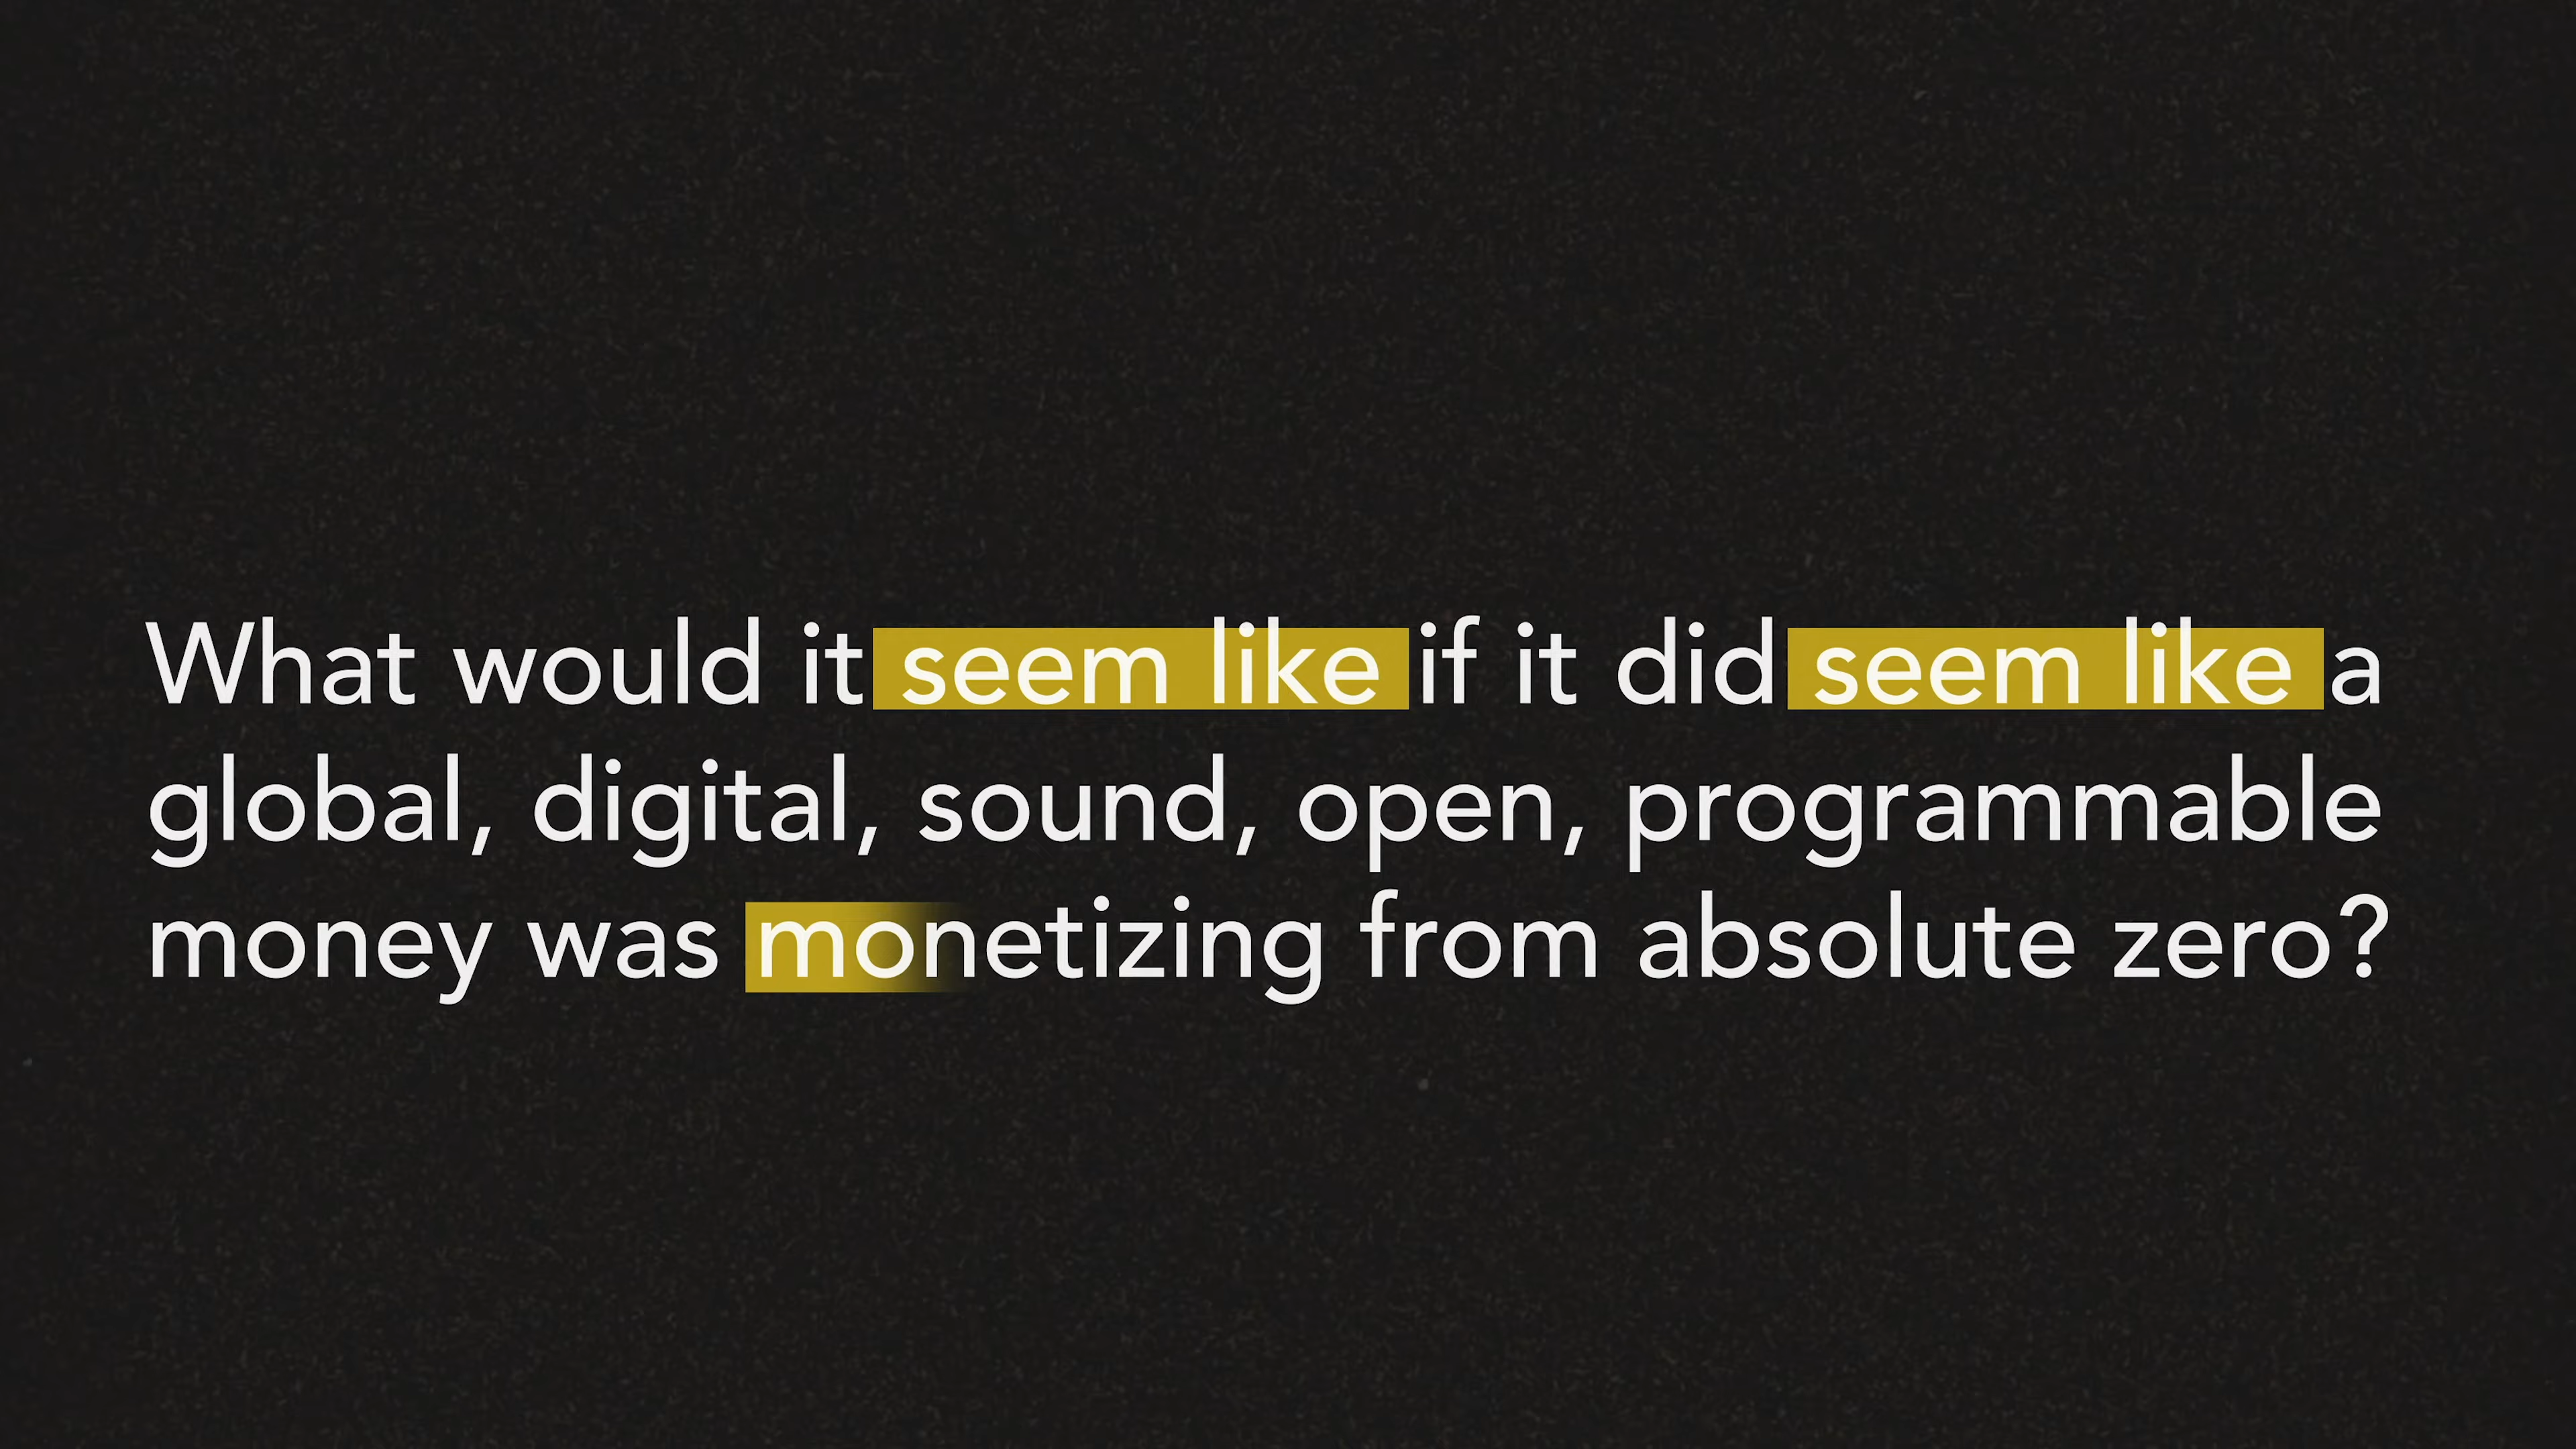 What would it seem like if it did seem like a
global, digital, sound, open, programmable
money was monetizing from absolute zero?